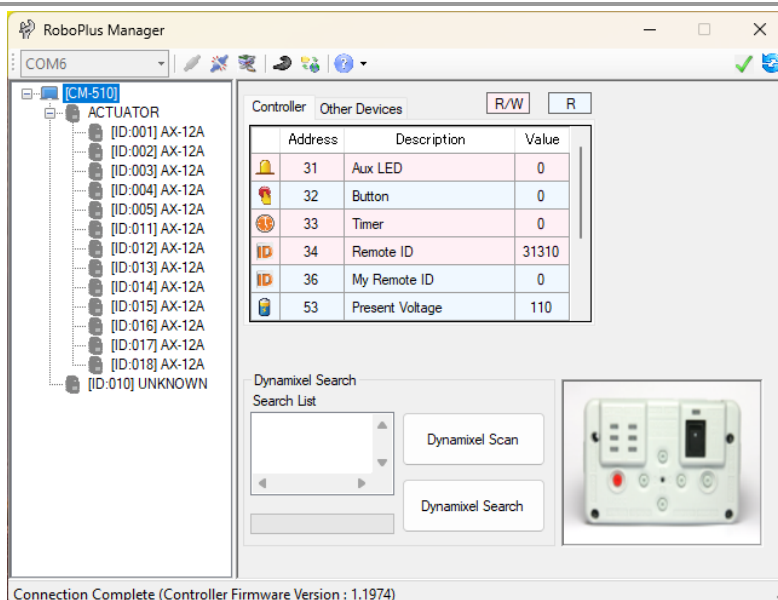 RoboPlus Manager
COM6
[CM-510]
ACTUATOR
[ID:001] AX-12A
[ID:002] AX-12A
[ID:003] AX-12A
[ID:004] AX-12A
[ID:005] AX-12A
[ID:011] AX-12A
[ID:012] AX-12A
[ID:013] AX-12A
[ID:014] AX-12A
[ID:015] AX-12A
[ID:016] AX-12A
[ID:017] AX-12A
[ID:018] AX-12A
[ID:010] UNKNOWN
Controller Other Devices R/W R
Address Description Value
31 Aux LED 0
32 Button 0
33 Timer 0
ID 34 Remote ID 31310
ID 36 My Remote ID 0
53 Present Voltage 110
Dynamixel Search
Search List
Dynamixel Scan
Dynamixel Search
Connection Complete (Controller Firmware Version : 1.1974)